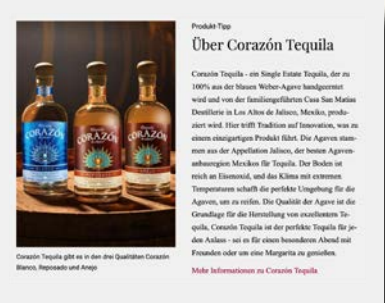 Produkt-Tipp
Über Corazón Tequila
Corazón Tequila - ein Single Estate Tequila, der zu
100% aus der blauen Weber-Agave handgeerntet
wird und von der familiengeführten Casa San Matias
Destillerie in Los Altos de Jalisco, Mexiko, produ-
ziert wird. Hier trifft Tradition auf Innovation, was zu
einem einzigartigen Produkt führt. Die Agaven stam-
men aus der Appellation Jalisco, der besten Agaven-
anbauregion Mexikos für Tequila. Der Boden ist
reich an Eisenoxid, und das Klima mit extremen
Temperaturen schafft die perfekte Umgebung für die
Agaven, um zu reifen. Die Qualität der Agave ist die
Grundlage für die Herstellung von exzellentem Te-
quila, Corazón Tequila ist der perfekte Tequila für je-
den Anlass - sei es für einen besonderen Abend mit
Freunden oder um eine Margarita zu genießen.
Mehr Informationen zu Corazón Tequila
CORAZÓN
CORAZÓN
CORAZÓN
Corazón Tequila gibt es in den drei Qualitäten Corazón
Blanco, Reposado und Anejo